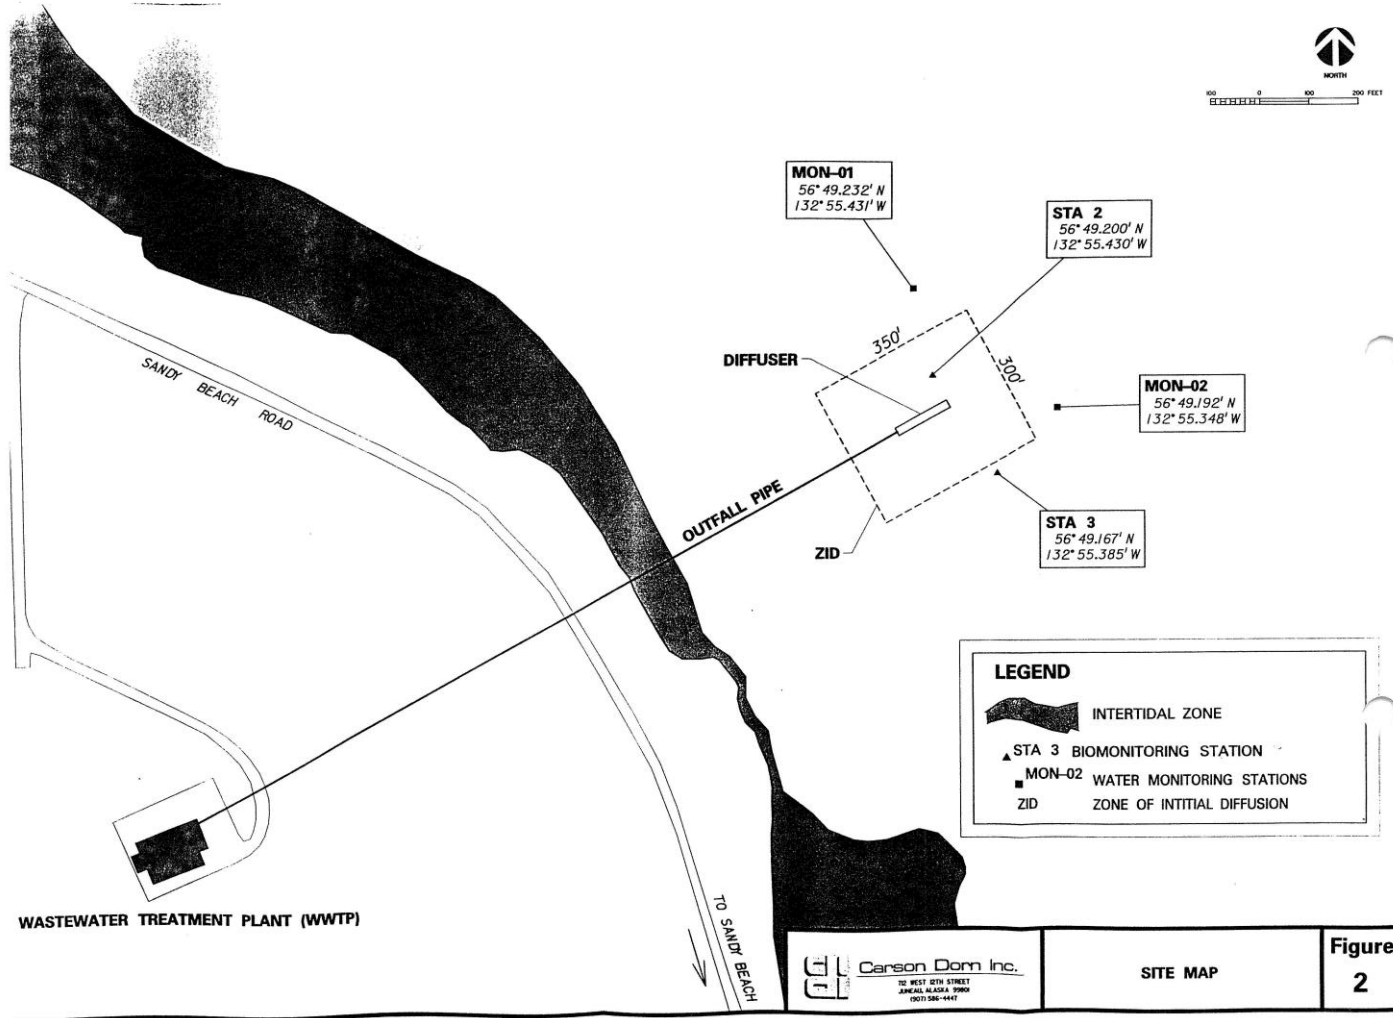 NORTH
100 0 100 200 FEET
MON-01
56° 49.232' N
132° 55.431' W
STA 2
56° 49.200' N
132° 55.430' W
350'
300'
DIFFUSER
MON-02
56° 49.192' N
132° 55.348' W
SANDY BEACH ROAD
OUTFALL PIPE
STA 3
56° 49.167' N
132° 55.385' W
ZID
LEGEND
INTERTIDAL ZONE
STA 3 BIOMONITORING STATION
MON-02 WATER MONITORING STATIONS
ZID ZONE OF INTITIAL DIFFUSION
WASTEWATER TREATMENT PLANT (WWTP)
TO SANDY BEACH
Carson Dorn Inc.
712 WEST 12TH STREET
JUNEAU, ALASKA 99801
(907) 586-4447
SITE MAP
Figure
2